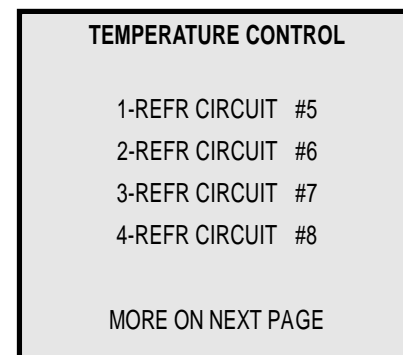 TEMPERATURE CONTROL
1-REFR CIRCUIT #5
2-REFR CIRCUIT #6
3-REFR CIRCUIT #7
4-REFR CIRCUIT #8
MORE ON NEXT PAGE